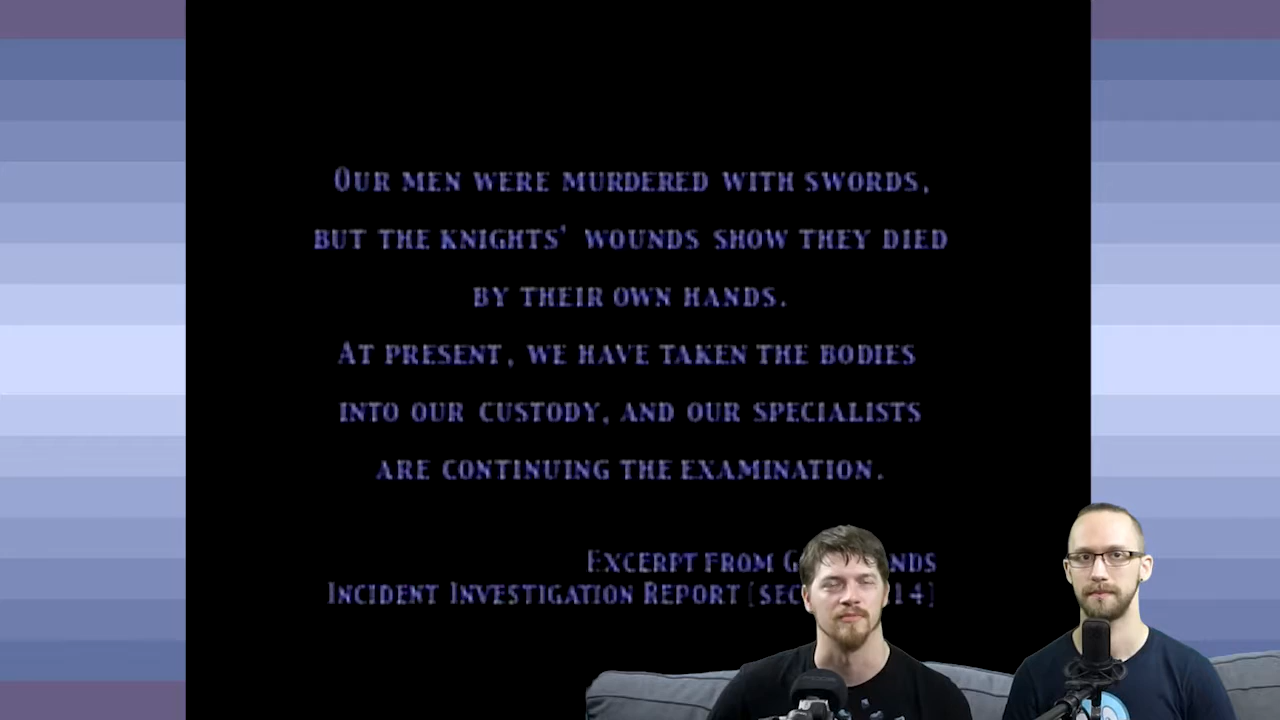 Our men were murdered with swords,
but the knights' wounds show they died
by their own hands.
At present, we have taken the bodies
into our custody, and our specialists
are continuing the examination.
Excerpt from
Incident Investigation Report